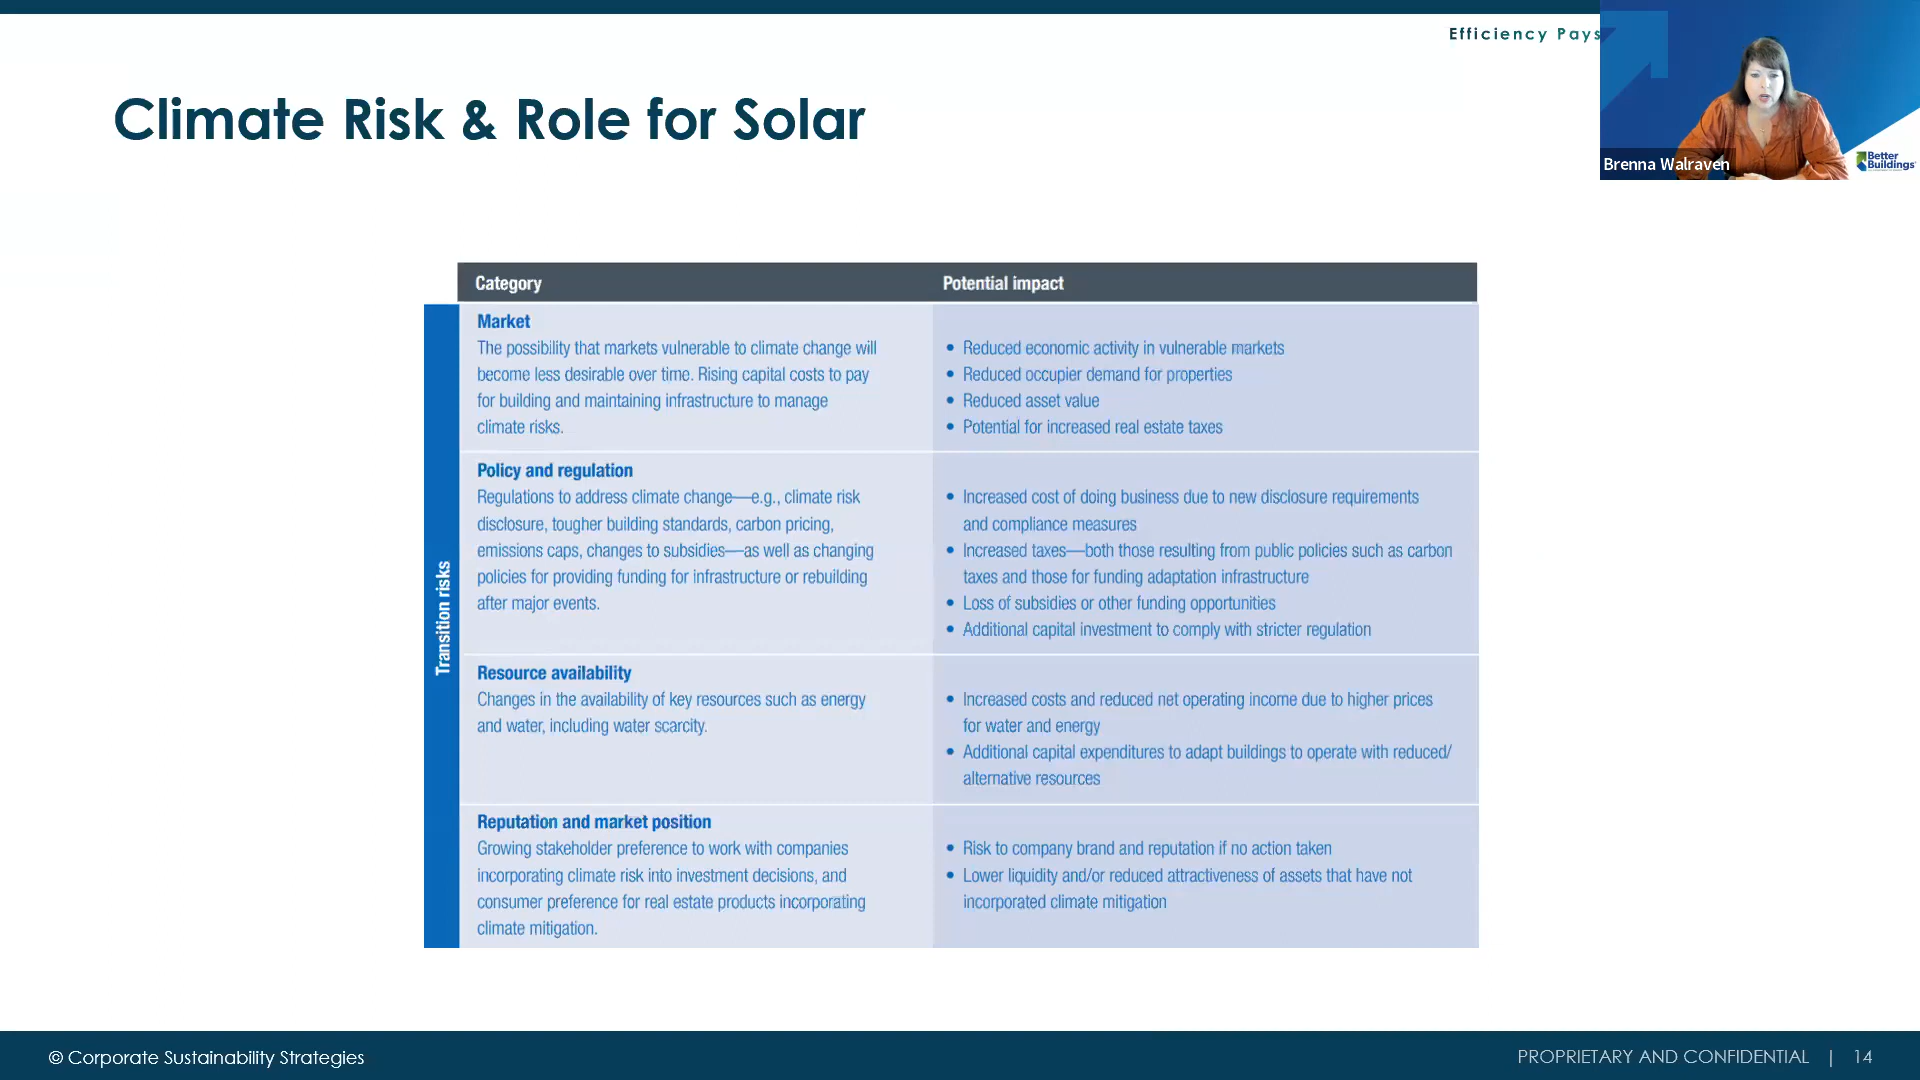 Efficiency Pays
Climate Risk & Role for Solar
Brenna Walraven
Better
Buildings
Category
Potential impact
Transition risks
Market
The possibility that markets vulnerable to climate change will
become less desirable over time. Rising capital costs to pay
for building and maintaining infrastructure to manage
climate risks.
• Reduced economic activity in vulnerable markets
• Reduced occupier demand for properties
• Reduced asset value
• Potential for increased real estate taxes
Policy and regulation
Regulations to address climate change—e.g., climate risk
disclosure, tougher building standards, carbon pricing,
emissions caps, changes to subsidies—as well as changing
policies for providing funding for infrastructure or rebuilding
after major events.
• Increased cost of doing business due to new disclosure requirements
and compliance measures
• Increased taxes—both those resulting from public policies such as carbon
taxes and those for funding adaptation infrastructure
• Loss of subsidies or other funding opportunities
• Additional capital investment to comply with stricter regulation
Resource availability
Changes in the availability of key resources such as energy
and water, including water scarcity.
• Increased costs and reduced net operating income due to higher prices
for water and energy
• Additional capital expenditures to adapt buildings to operate with reduced/
alternative resources
Reputation and market position
Growing stakeholder preference to work with companies
incorporating climate risk into investment decisions, and
consumer preference for real estate products incorporating
climate mitigation.
• Risk to company brand and reputation if no action taken
• Lower liquidity and/or reduced attractiveness of assets that have not
incorporated climate mitigation
© Corporate Sustainability Strategies
PROPRIETARY AND CONFIDENTIAL | 14